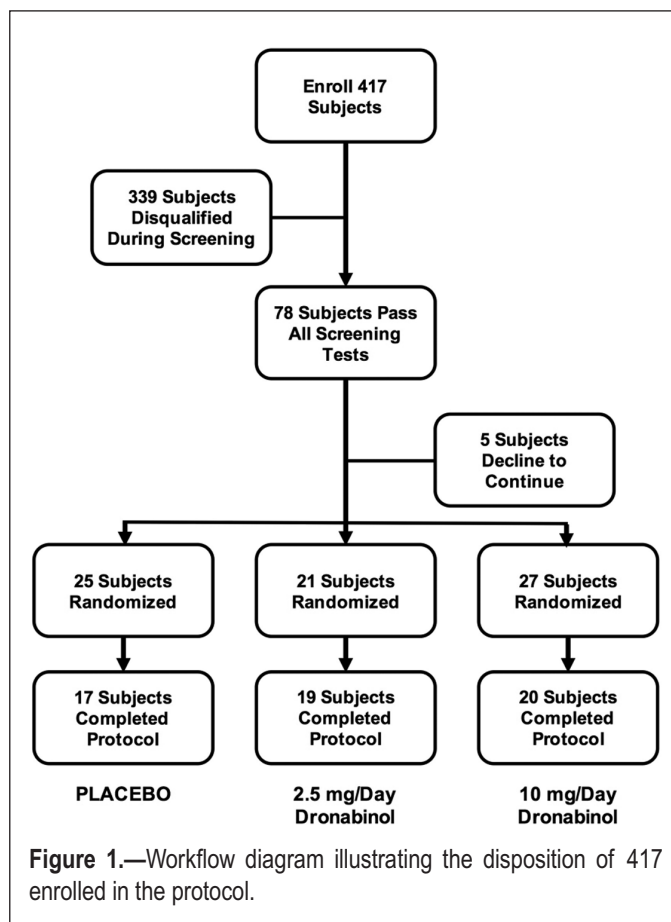 Enroll 417
Subjects
339 Subjects
Disqualified
During Screening
78 Subjects Pass
All Screening
Tests
5 Subjects
Decline to
Continue
25 Subjects
Randomized
21 Subjects
Randomized
27 Subjects
Randomized
17 Subjects
Completed
Protocol
19 Subjects
Completed
Protocol
20 Subjects
Completed
Protocol
PLACEBO
2.5 mg/Day
Dronabinol
10 mg/Day
Dronabinol
Figure 1.—Workflow diagram illustrating the disposition of 417
enrolled in the protocol.